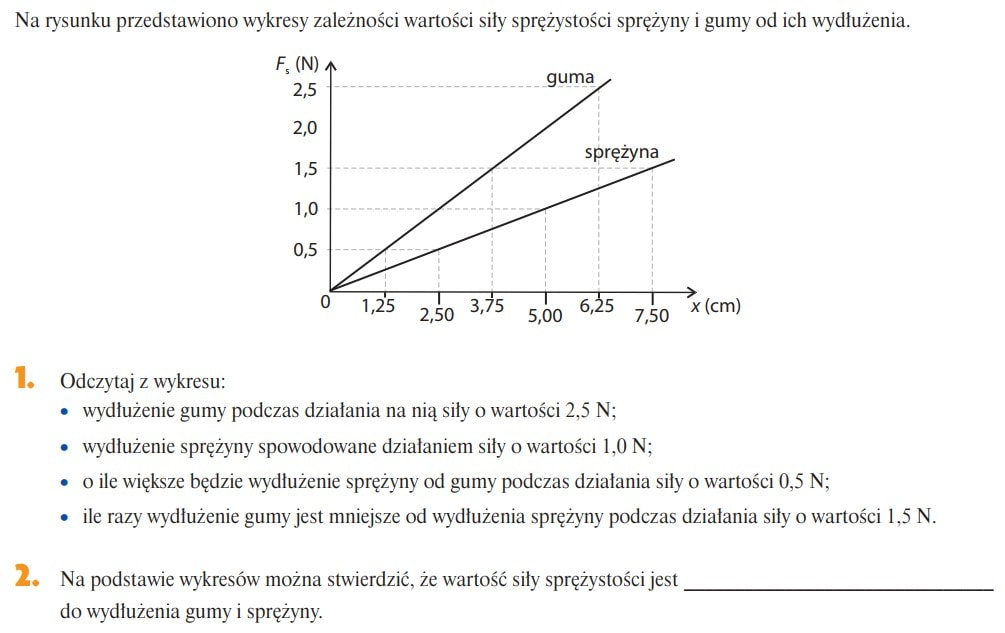 Na rysunku przedstawiono wykresy zależności wartości siły sprężystości sprężyny i gumy od ich wydłużenia.
Fs (N)
guma
2,5
2,0
sprężyna
1,5
1,0
0,5
0
1,25
2,50
3,75
5,00
6,25
7,50
x (cm)
1. Odczytaj z wykresu:
• wydłużenie gumy podczas działania na nią siły o wartości 2,5 N;
• wydłużenie sprężyny spowodowane działaniem siły o wartości 1,0 N;
• o ile większe będzie wydłużenie sprężyny od gumy podczas działania siły o wartości 0,5 N;
• ile razy wydłużenie gumy jest mniejsze od wydłużenia sprężyny podczas działania siły o wartości 1,5 N.
2. Na podstawie wykresów można stwierdzić, że wartość siły sprężystości jest ____________________
do wydłużenia gumy i sprężyny.